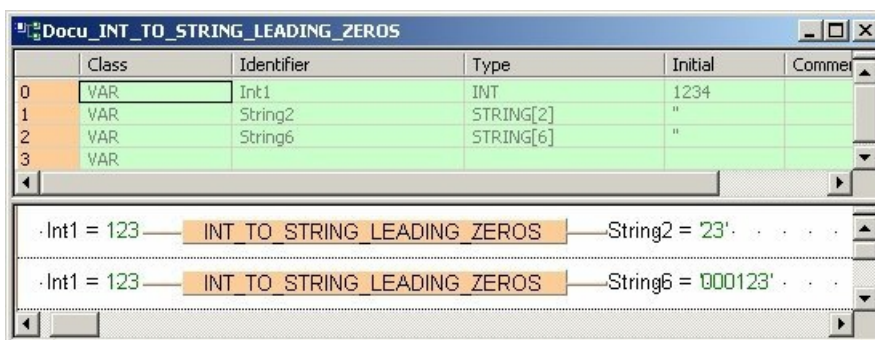 Docu_INT_TO_STRING_LEADING_ZEROS
Class Identifier Type Initial Commer
0 VAR Int1 INT 1234
1 VAR String2 STRING[2] ''
2 VAR String6 STRING[6] ''
3 VAR
Int1 = 123 INT_TO_STRING_LEADING_ZEROS String2 = '23'
Int1 = 123 INT_TO_STRING_LEADING_ZEROS String6 = '000123'